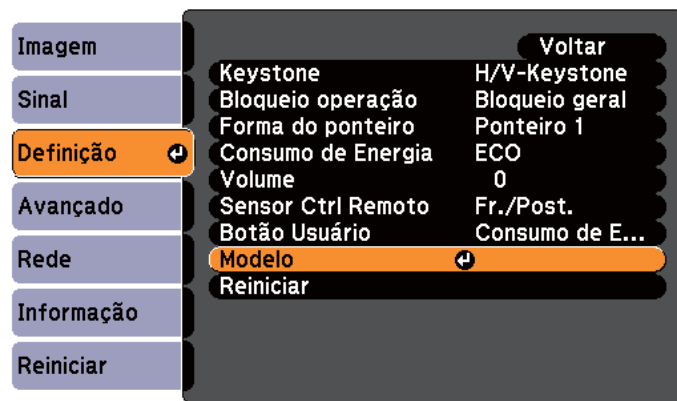 Imagem
Sinal
Definição
Avançado
Rede
Informação
Reiniciar
Voltar
Keystone H/V-Keystone
Bloqueio operação Bloqueio geral
Forma do ponteiro Ponteiro 1
Consumo de Energia ECO
Volume 0
Sensor Ctrl Remoto Fr./Post.
Botão Usuário Consumo de E...
Modelo
Reiniciar